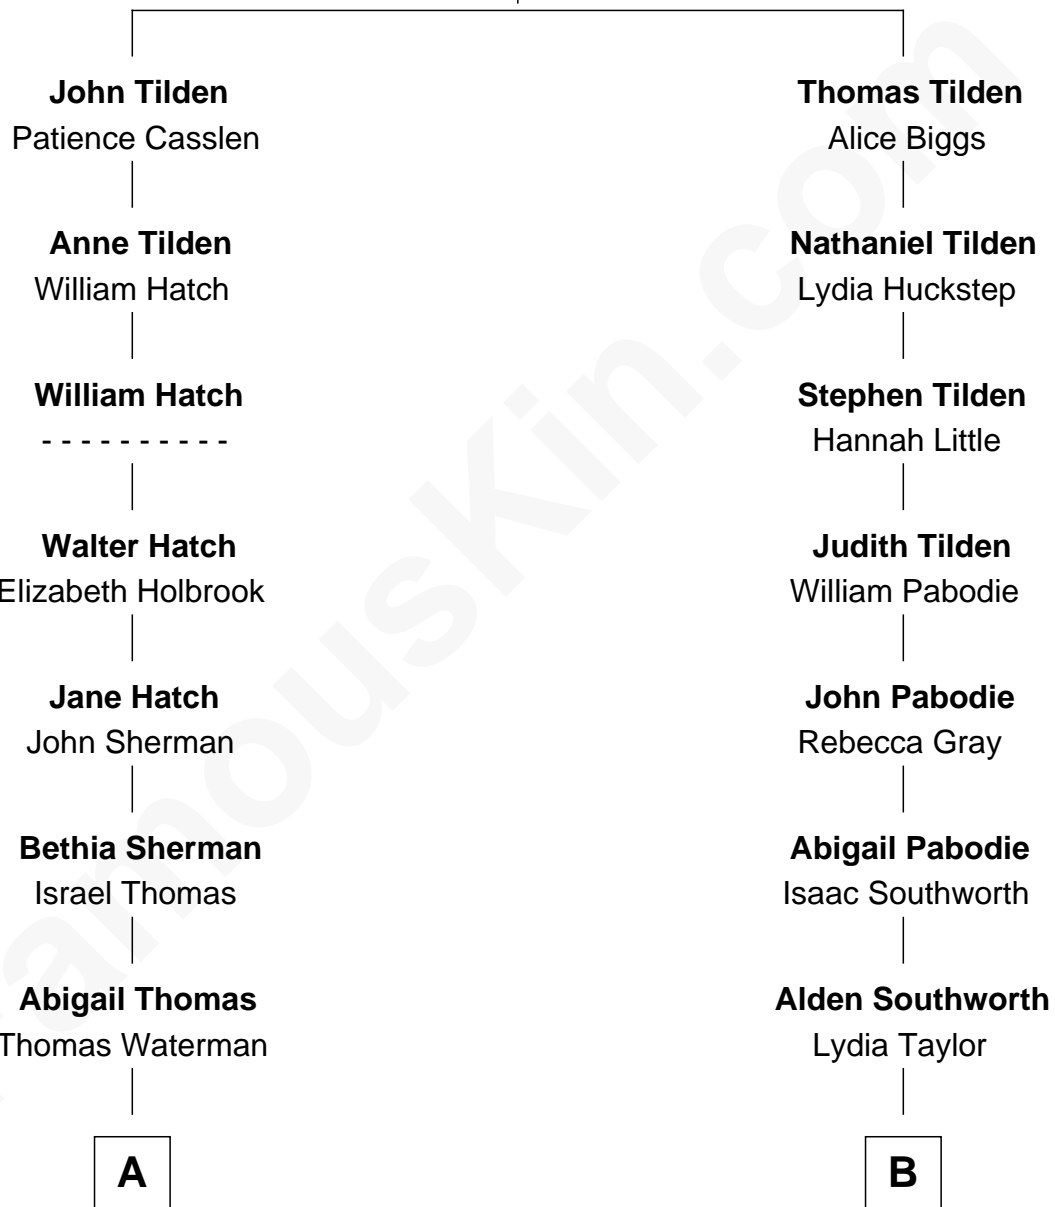 John Tilden
Patience Casslen
Anne Tilden
William Hatch
William Hatch
- - - - - - - - - -
Walter Hatch
Elizabeth Holbrook
Jane Hatch
John Sherman
Bethia Sherman
Israel Thomas
Abigail Thomas
Thomas Waterman
A
Thomas Tilden
Alice Biggs
Nathaniel Tilden
Lydia Huckstep
Stephen Tilden
Hannah Little
Judith Tilden
William Pabodie
John Pabodie
Rebecca Gray
Abigail Pabodie
Isaac Southworth
Alden Southworth
Lydia Taylor
B
FamousKin.com